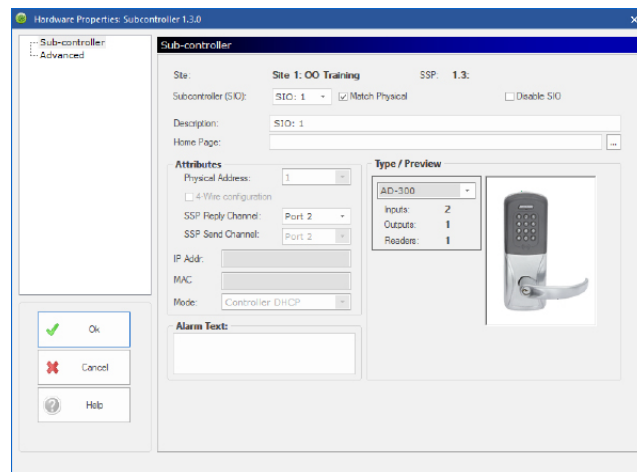 Hardware Properties: Subcontroller 1.3.0
Sub-controller
Advanced
Sub-controller
Site: Site 1: OO Training SSP: 1.3:
Subcontroller (SIO): SIO: 1 Match Physical Disable SIO
Description: SIO: 1
Home Page: ...
Attributes
Physical Address: 1
4-Wire configuration
SSP Reply Channel: Port 2
SSP Send Channel: Port 2
IP Addr:
MAC
Mode: Controller DHCP
Alarm Text:
Type / Preview
AD-300
Inputs: 2
Outputs: 1
Readers: 1
Ok
Cancel
Help